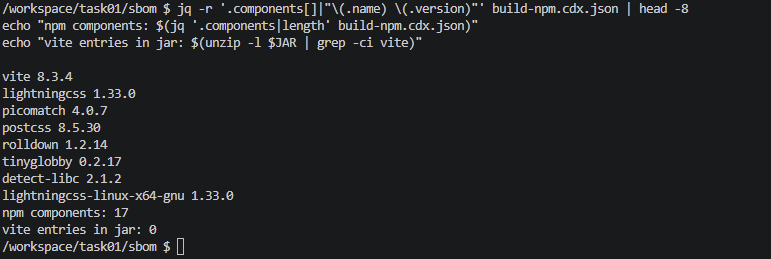 /workspace/task01/sbom $ jq -r '.components[]|"\(.name) \(.version)"' build-npm.cdx.json | head -8
echo "npm components: $(jq '.components|length' build-npm.cdx.json)"
echo "vite entries in jar: $(unzip -l $JAR | grep -ci vite)"
vite 8.3.4
lightningcss 1.33.0
picomatch 4.0.7
postcss 8.5.30
rolldown 1.2.14
tinyglobby 0.2.17
detect-libc 2.1.2
lightningcss-linux-x64-gnu 1.33.0
npm components: 17
vite entries in jar: 0
/workspace/task01/sbom $